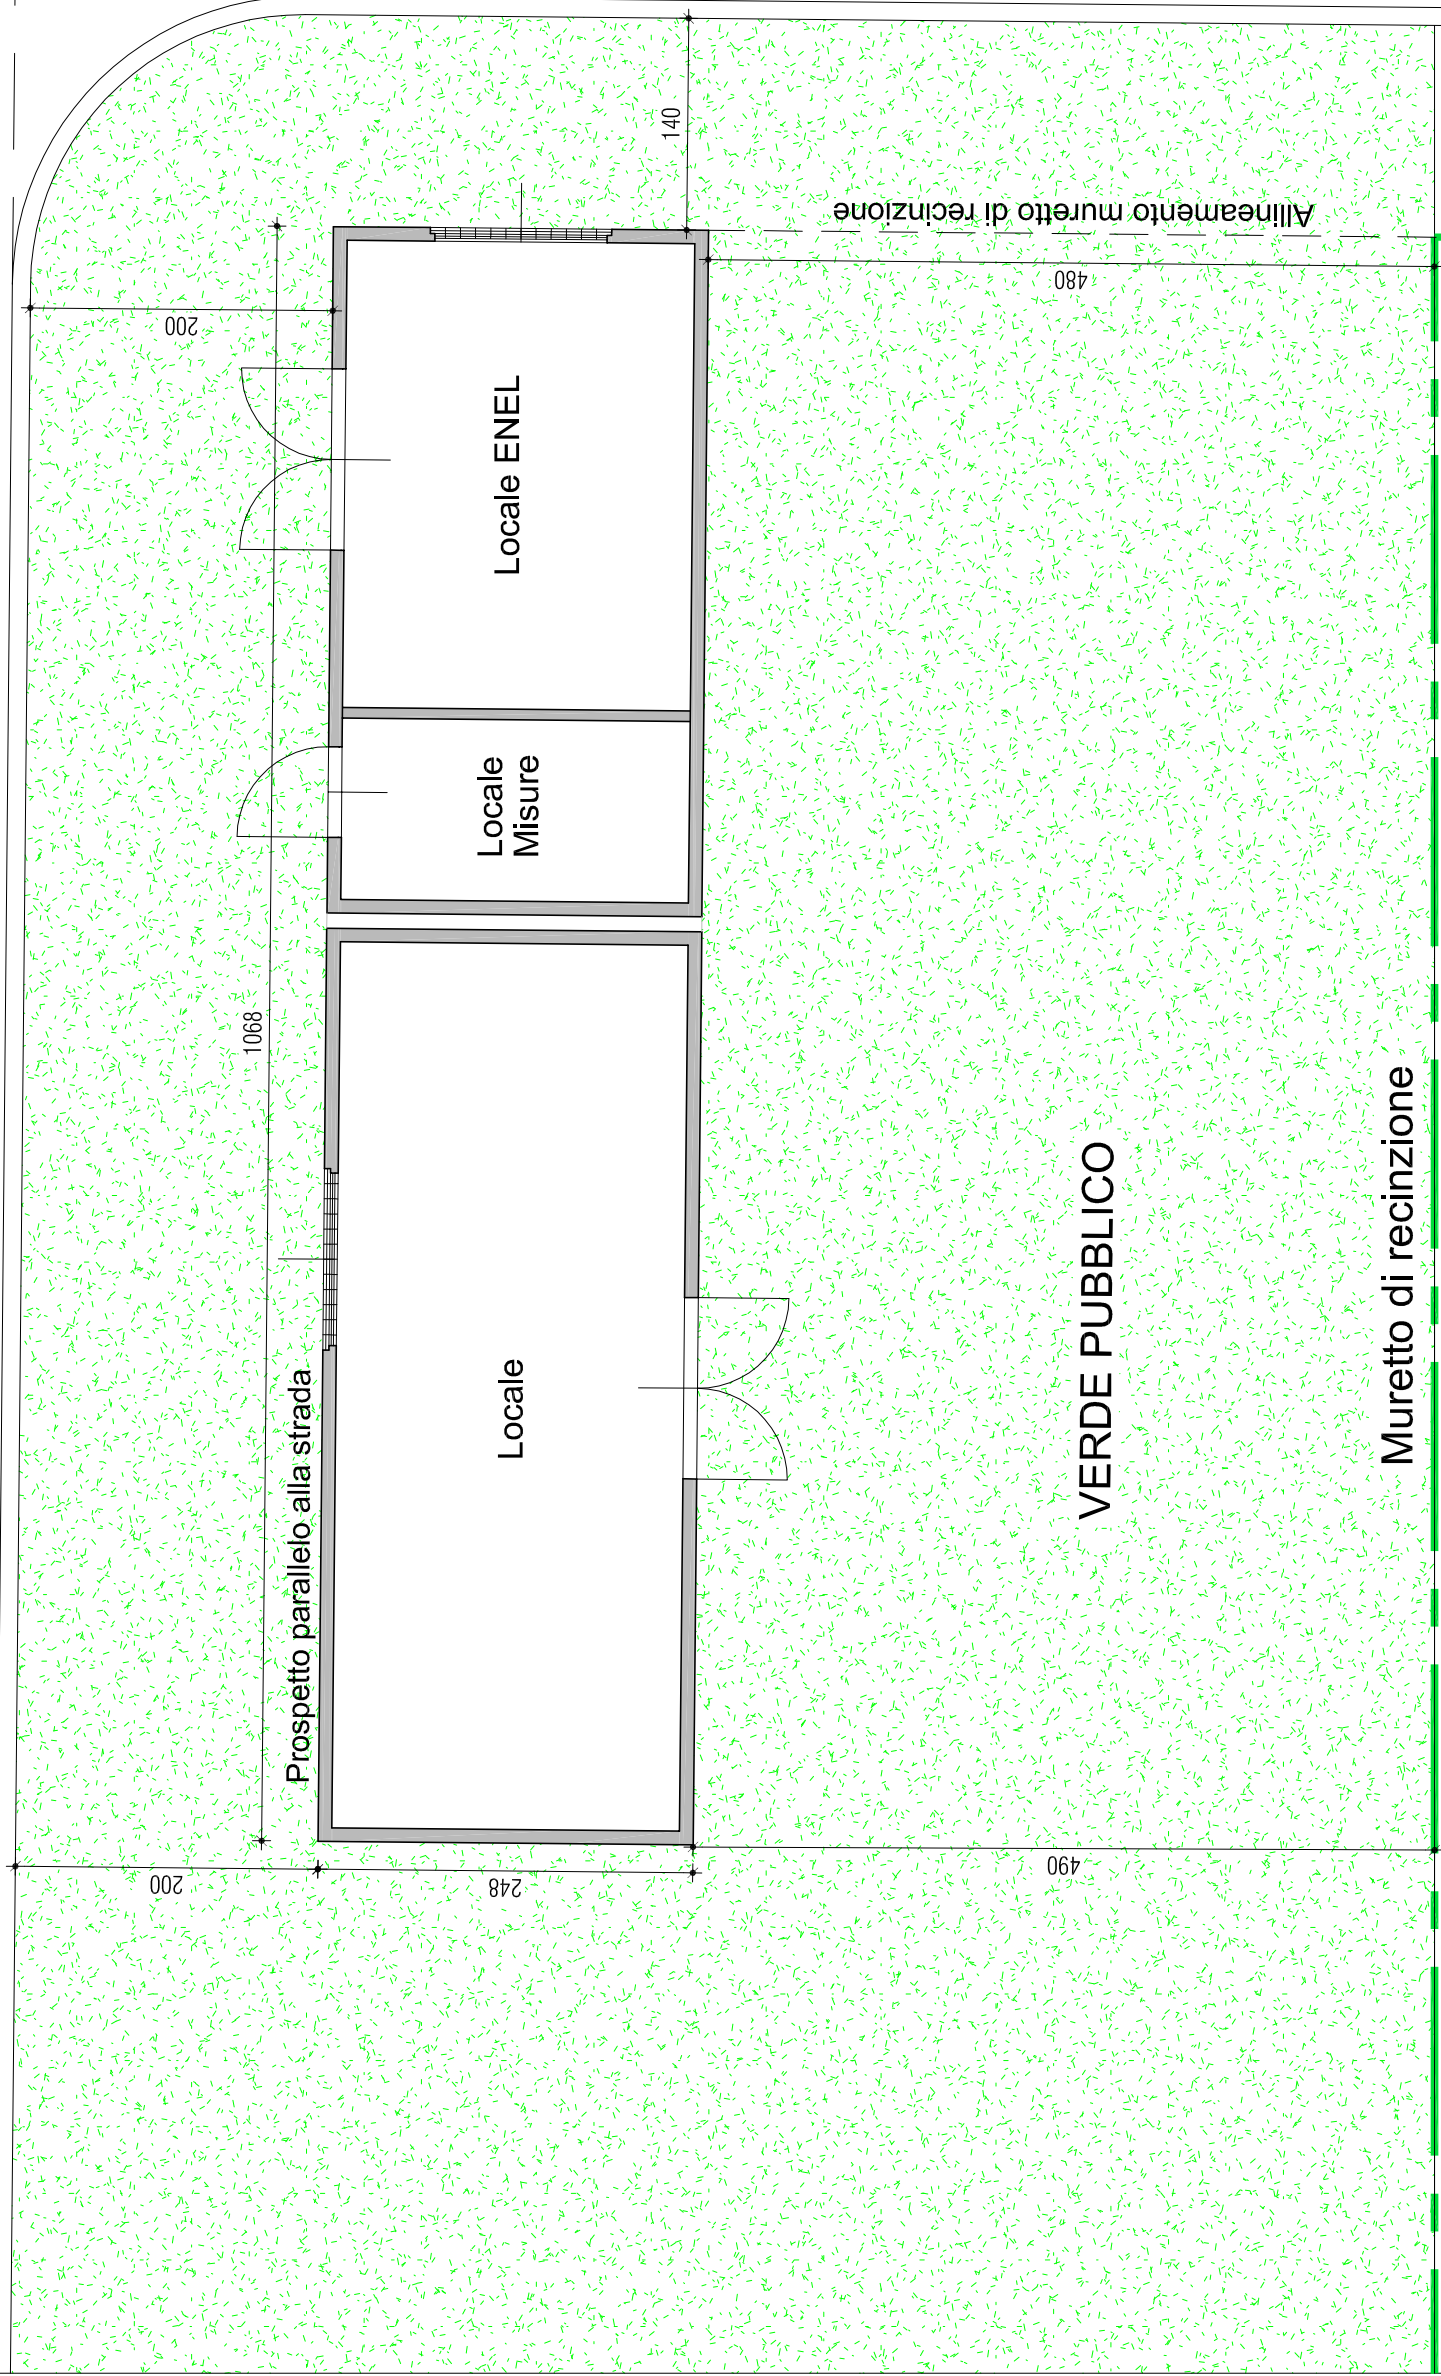 140
Allineamento muretto di recinzione
480
200
Locale ENEL
Locale
Misure
1068
Prospetto parallelo alla strada
Locale
VERDE PUBBLICO
Muretto di recinzione
200
248
490